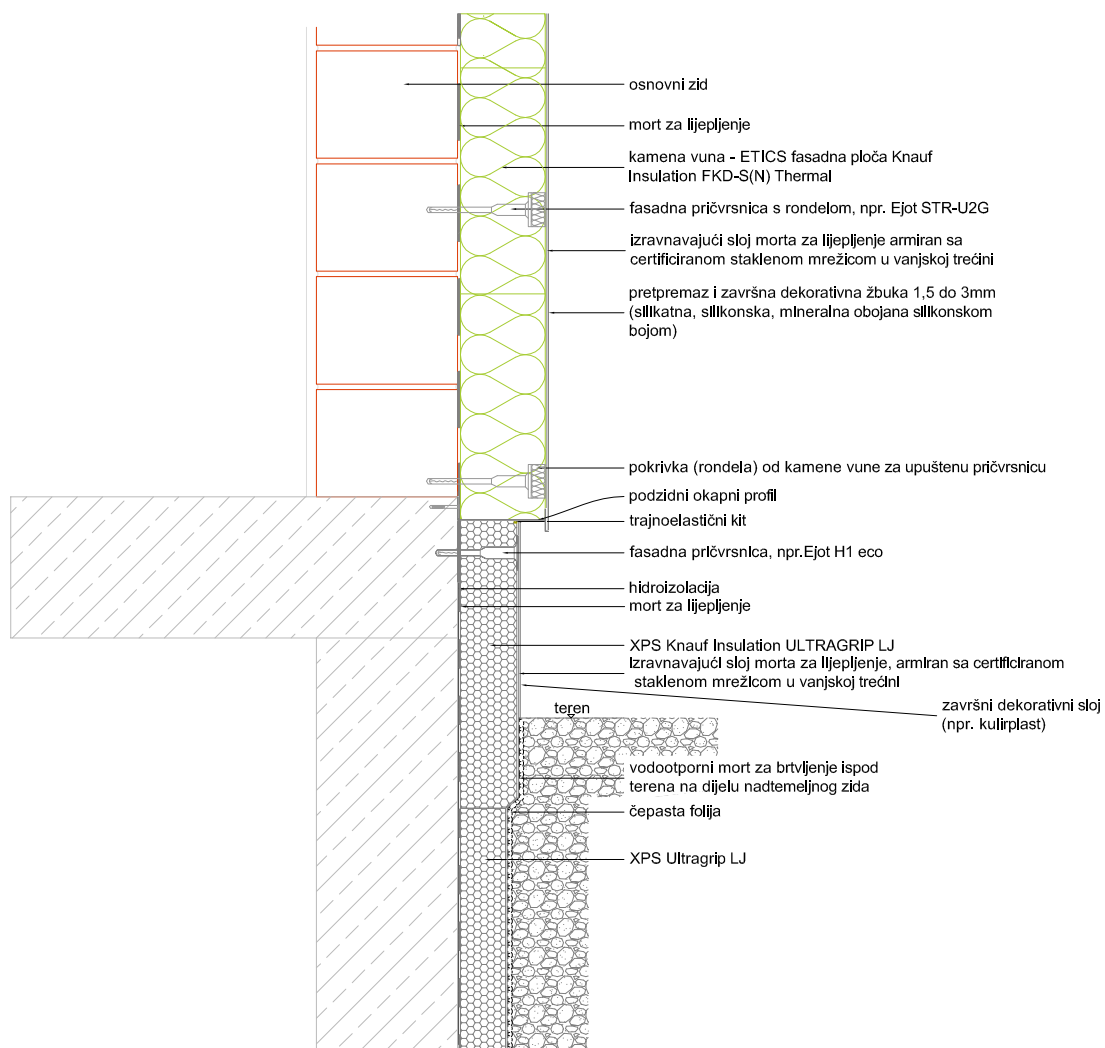 osnovni zid
mort za lijepljenje
kamena vuna - ETICS fasadna ploča Knauf
Insulation FKD-S(N) Thermal
fasadna pričvrsnica s rondelom, npr. Ejot STR-U2G
izravnavajući sloj morta za lijepljenje armiran sa
certificiranom staklenom mrežicom u vanjskoj trećini
pretpremaz i završna dekorativna žbuka 1,5 do 3mm
(silikatna, silikonska, mineralna obojana silikonskom
bojom)
pokrivka (rondela) od kamene vune za upuštenu pričvrsnicu
podzidni okapni profil
trajnoelastični kit
fasadna pričvrsnica, npr.Ejot H1 eco
hidroizolacija
mort za lijepljenje
XPS Knauf Insulation ULTRAGRIP LJ
Izravnavajući sloj morta za lijepljenje, armiran sa certificiranom
staklenom mrežicom u vanjskoj trećini
završni dekorativni sloj
(npr. kulirplast)
teren
vodootporni mort za brtvljenje ispod
terena na dijelu nadtemeljnog zida
čepasta folija
XPS Ultragrip LJ